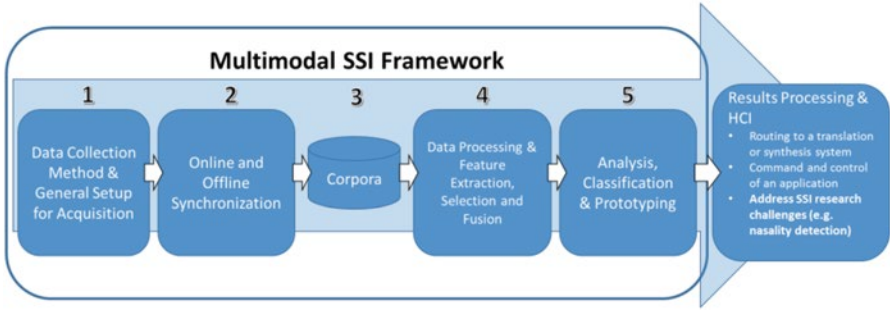 Multimodal SSI Framework
1
Data Collection
Method &
General Setup
for Acquisition
2
Online and
Offline
Synchronization
3
Corpora
4
Data Processing &
Feature
Extraction,
Selection and
Fusion
5
Analysis,
Classification
& Prototyping
Results Processing &
HCI
• Routing to a translation
or synthesis system
• Command and control
of an application
• Address SSI research
challenges (e.g.
nasality detection)